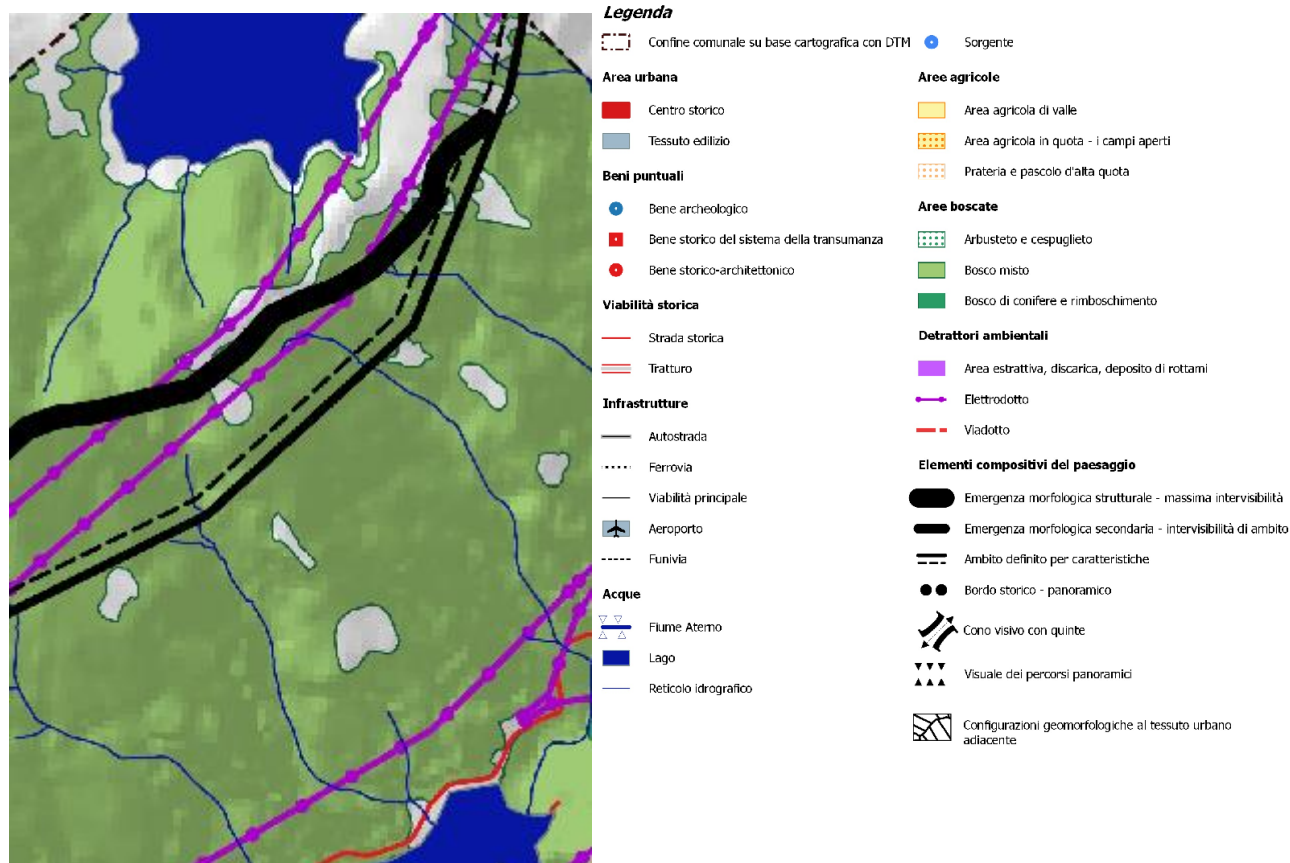 Legenda
Confine comunale su base cartografica con DTM
Area urbana
Centro storico
Tessuto edilizio
Beni puntuali
Bene archeologico
Bene storico del sistema della transumanza
Bene storico-architettonico
Viabilità storica
Strada storica
Tratturo
Infrastrutture
Autostrada
Ferrovia
Viabilità principale
Aeroporto
Funivia
Acque
Fiume Aterno
Lago
Reticolo idrografico
Sorgente
Aree agricole
Area agricola di valle
Area agricola in quota - i campi aperti
Prateria e pascolo d'alta quota
Aree boscate
Arbusteto e cespuglieto
Bosco misto
Bosco di conifere e rimboschimento
Detrattori ambientali
Area estrattiva, discarica, deposito di rottami
Elettrodotto
Viadotto
Elementi compositivi del paesaggio
Emergenza morfologica strutturale - massima intervisibilità
Emergenza morfologica secondaria - intervisibilità di ambito
Ambito definito per caratteristiche
Bordo storico - panoramico
Cono visivo con quinte
Visuale dei percorsi panoramici
Configurazioni geomorfologiche al tessuto urbano
adiacente